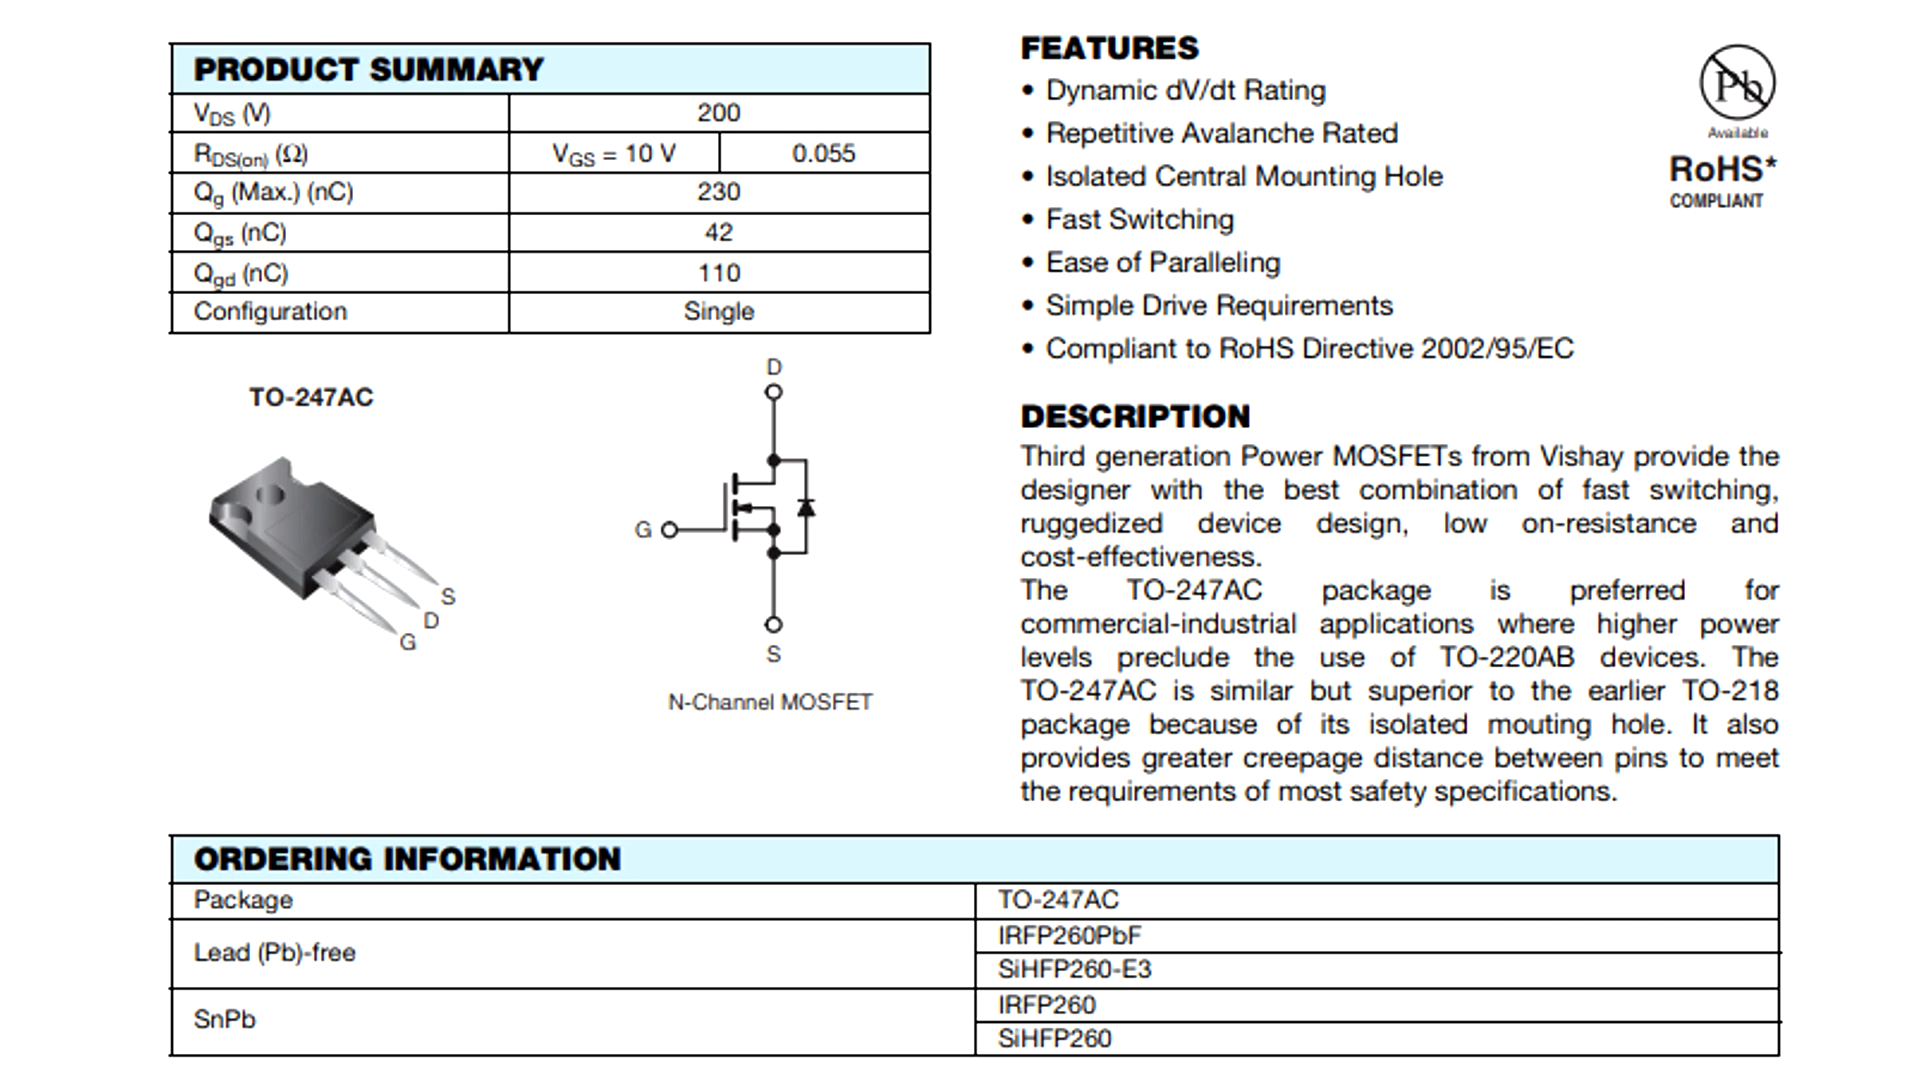 PRODUCT SUMMARY
VDS (V) 200
RDS(on) (Ω) VGS = 10 V 0.055
Qg (Max.) (nC) 230
Qgs (nC) 42
Qgd (nC) 110
Configuration Single
TO-247AC
S
D
G
D
G
S
N-Channel MOSFET
FEATURES
• Dynamic dV/dt Rating
• Repetitive Avalanche Rated
• Isolated Central Mounting Hole
• Fast Switching
• Ease of Paralleling
• Simple Drive Requirements
• Compliant to RoHS Directive 2002/95/EC
Pb
Available
RoHS*
COMPLIANT
DESCRIPTION
Third generation Power MOSFETs from Vishay provide the
designer with the best combination of fast switching,
ruggedized device design, low on-resistance and
cost-effectiveness.
The TO-247AC package is preferred for
commercial-industrial applications where higher power
levels preclude the use of TO-220AB devices. The
TO-247AC is similar but superior to the earlier TO-218
package because of its isolated mouting hole. It also
provides greater creepage distance between pins to meet
the requirements of most safety specifications.
ORDERING INFORMATION
Package TO-247AC
Lead (Pb)-free IRFP260PbF
SiHFP260-E3
SnPb IRFP260
SiHFP260